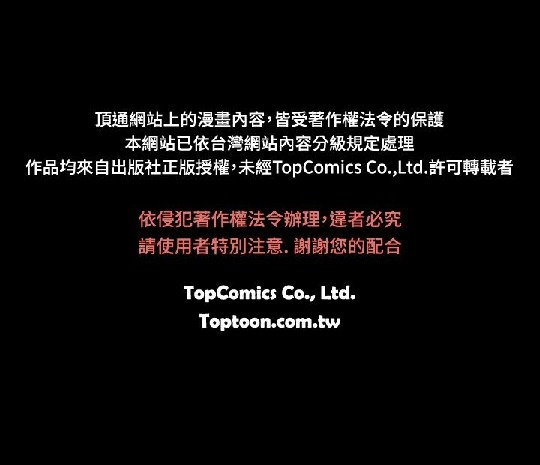 頂通網站上的漫畫內容，皆受著作權法令的保護
本網站已依台灣網站內容分級規定處理
作品均來自出版社正版授權，未經TopComics Co.,Ltd.許可轉載者
依侵犯著作權法令辦理，違者必究
請使用者特別注意. 謝謝您的配合
TopComics Co., Ltd.
Toptoon.com.tw